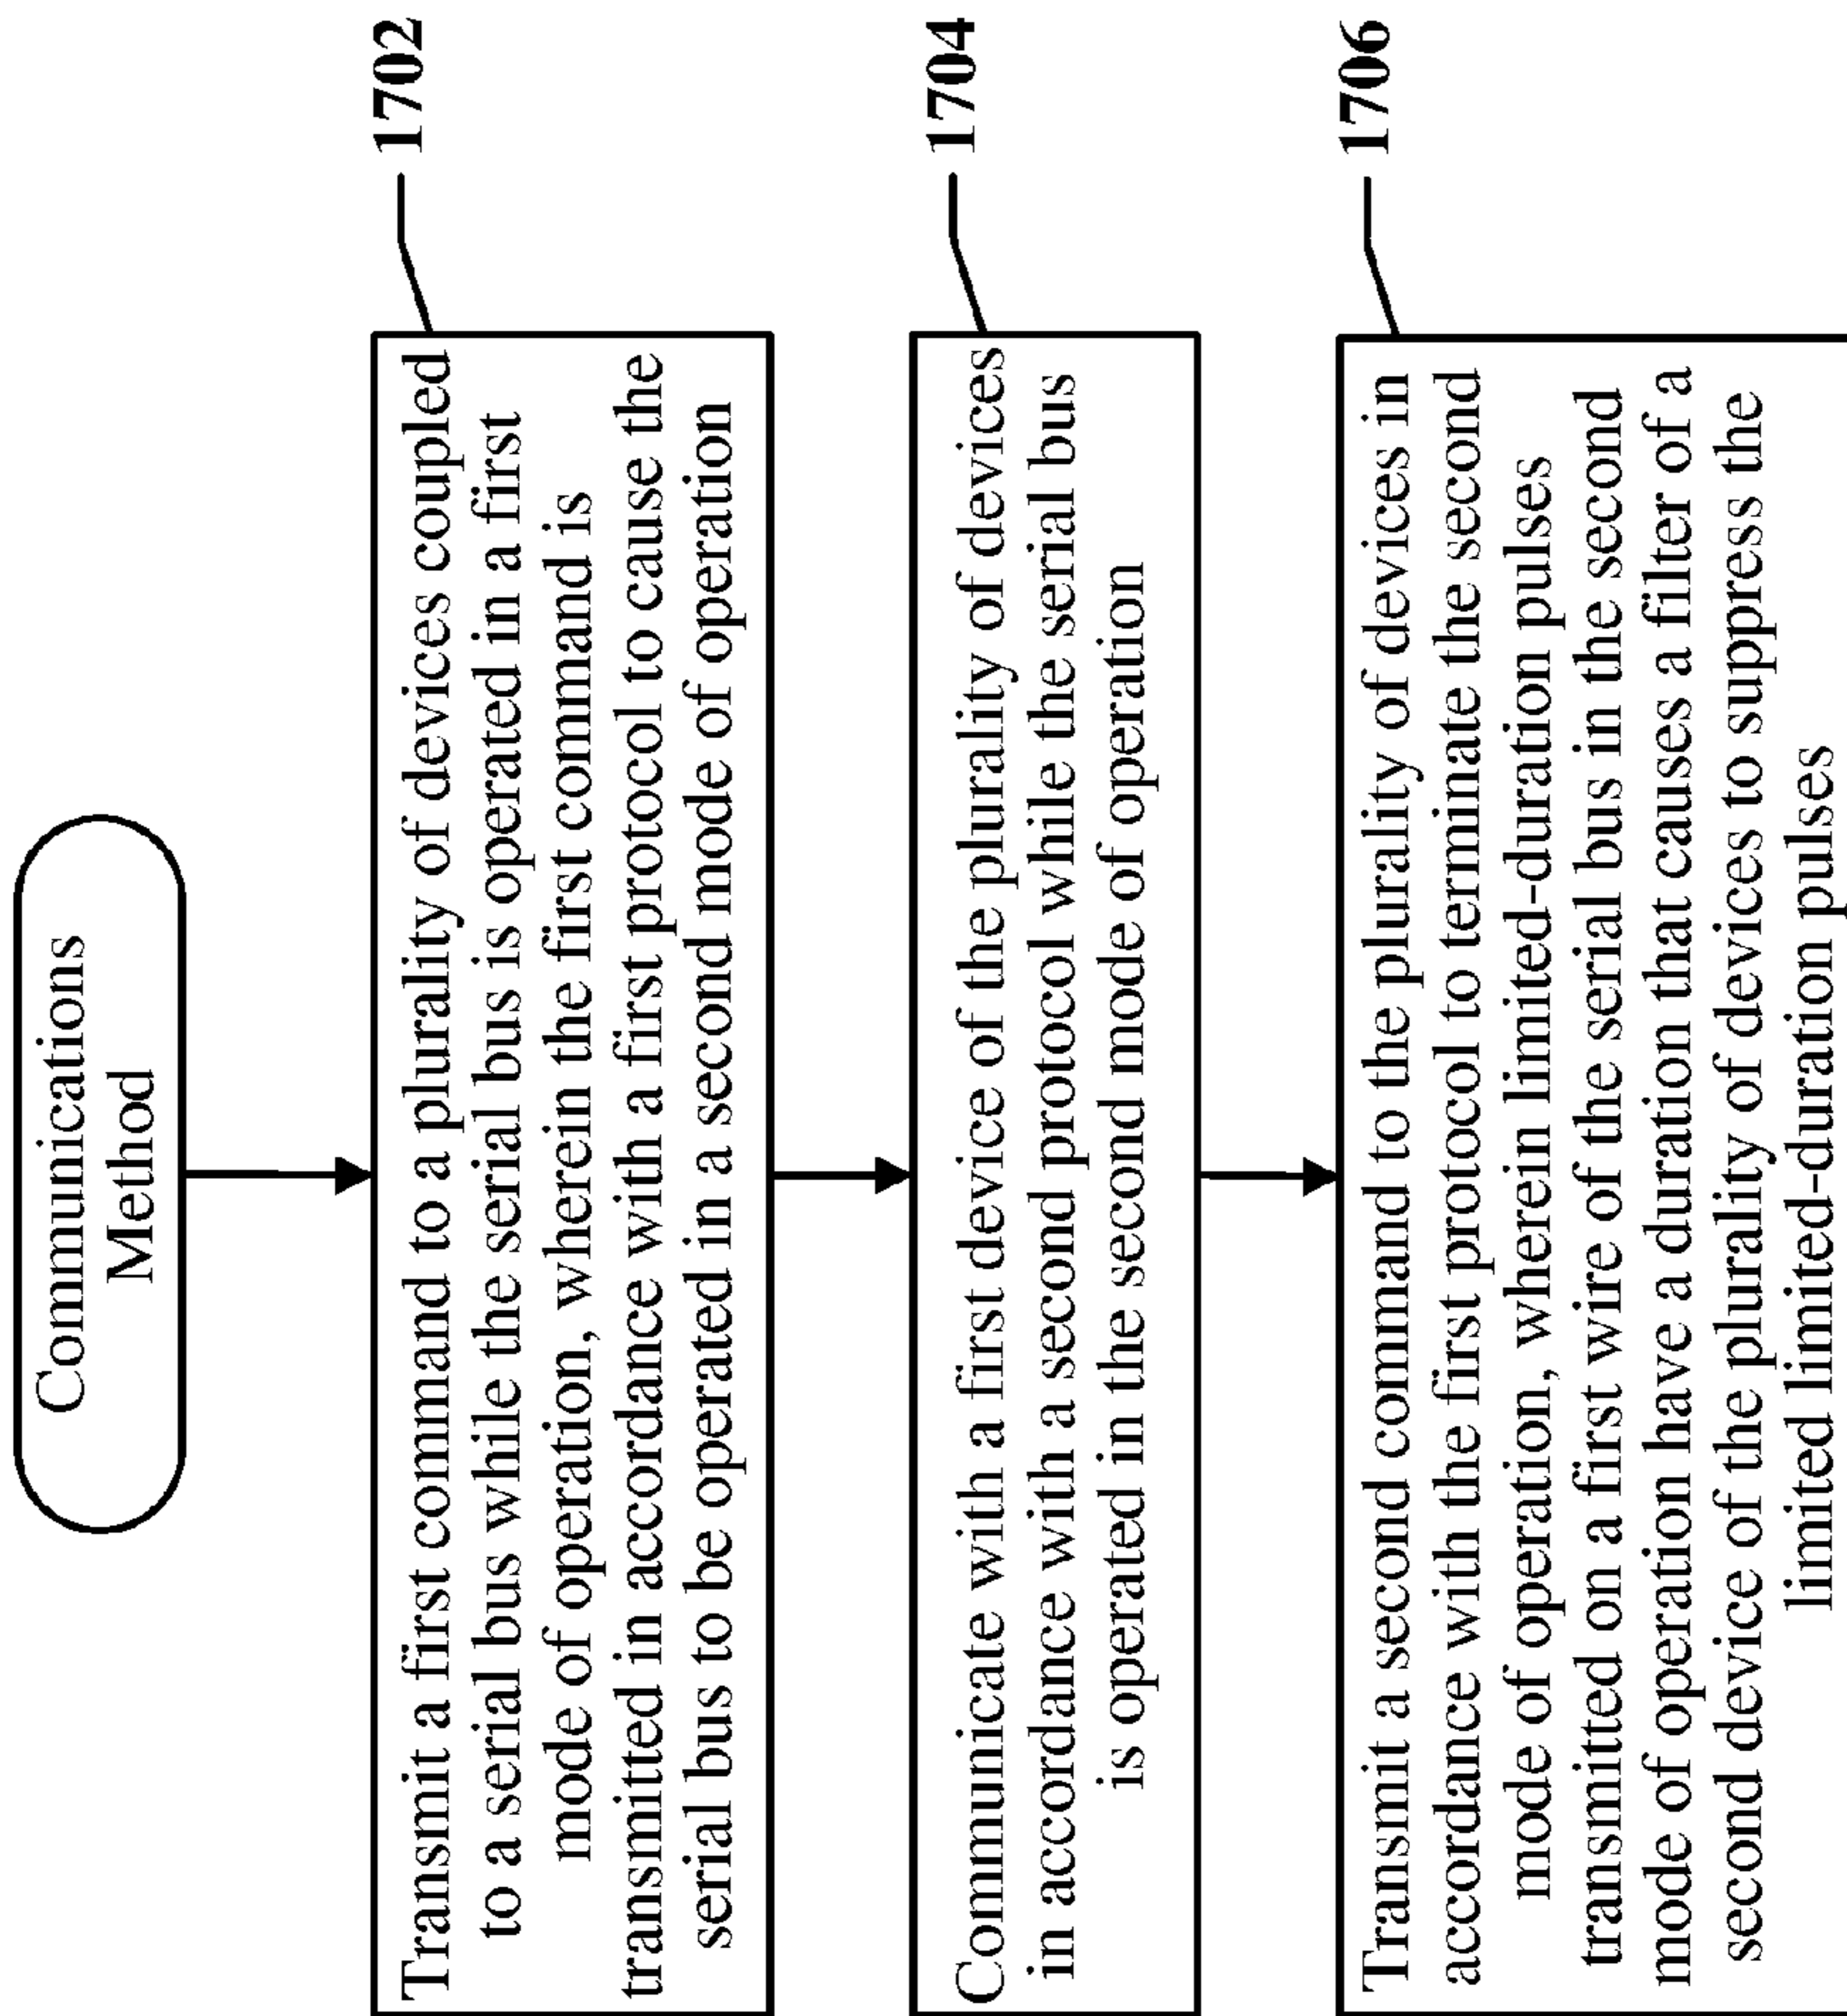 Communications
Method
1702
Transmit a first command to a plurality of devices coupled
to a serial bus while the serial bus is operated in a first
mode of operation, wherein the first command is
transmitted in accordance with a first protocol to cause the
serial bus to be operated in a second mode of operation
1704
Communicate with a first device of the plurality of devices
in accordance with a second protocol while the serial bus
is operated in the second mode of operation
1706
Transmit a second command to the plurality of devices in
accordance with the first protocol to terminate the second
mode of operation, wherein limited-duration pulses
transmitted on a first wire of the serial bus in the second
mode of operation have a duration that causes a filter of a
second device of the plurality of devices to suppress the
limited limited-duration pulses